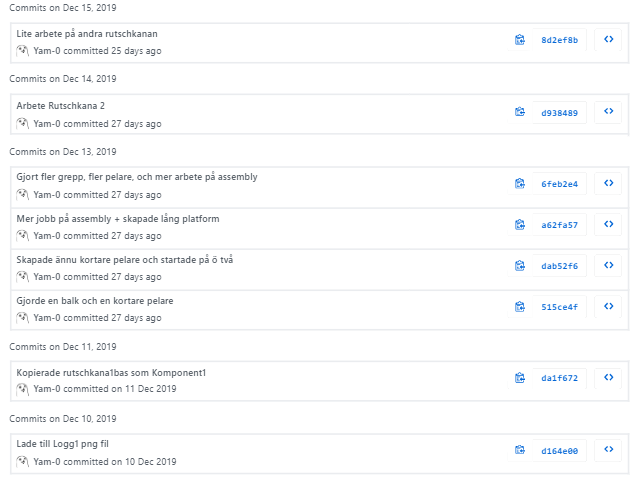 Commits on Dec 15, 2019
Lite arbete på andra rutschkanan
8d2ef8b
Yam-0 committed 25 days ago
Commits on Dec 14, 2019
Arbete Rutschkana 2
d938489
Yam-0 committed 27 days ago
Commits on Dec 13, 2019
Gjort fler grepp, fler pelare, och mer arbete på assembly
6feb2e4
Yam-0 committed 27 days ago
Mer jobb på assembly + skapade lång platform
a62fa57
Yam-0 committed 27 days ago
Skapade ännu kortare pelare och startade på ö två
dab52f6
Yam-0 committed 27 days ago
Gjorde en balk och en kortare pelare
515ce4f
Yam-0 committed 27 days ago
Commits on Dec 11, 2019
Kopierade rutschkana1bas som Komponent1
da1f672
Yam-0 committed on 11 Dec 2019
Commits on Dec 10, 2019
Lade till Logg1 png fil
d164e00
Yam-0 committed on 10 Dec 2019